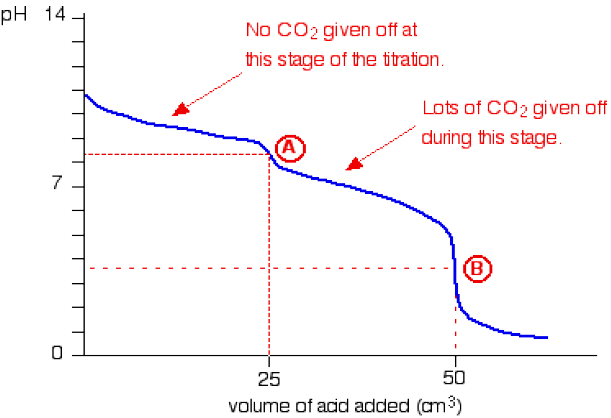 pH
14
No CO2 given off at
this stage of the titration.
Lots of CO2 given off
during this stage.
A
7
B
0
25
50
volume of acid added (cm3)